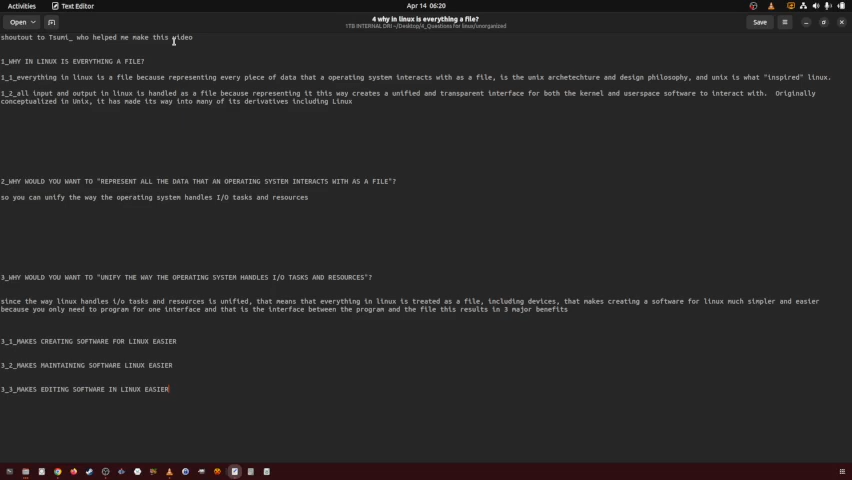 Activities
Text Editor
Apr 14 06:20
Open
4 why in linux is everything a file?
1TB INTERNAL DRI ~/Desktop/4_Questions for linux/unorganized
Save
shoutout to Tsumi_ who helped me make this video
1_WHY IN LINUX IS EVERYTHING A FILE?
1_1_everything in linux is a file because representing every piece of data that a operating system interacts with as a file, is the unix archetechture and design philosophy, and unix is what "inspired" linux.
1_2_all input and output in linux is handled as a file because representing it this way creates a unified and transparent interface for both the kernel and userspace software to interact with.  Originally
conceptualized in Unix, it has made its way into many of its derivatives including Linux
2_WHY WOULD YOU WANT TO "REPRESENT ALL THE DATA THAT AN OPERATING SYSTEM INTERACTS WITH AS A FILE"?
so you can unify the way the operating system handles I/O tasks and resources
3_WHY WOULD YOU WANT TO "UNIFY THE WAY THE OPERATING SYSTEM HANDLES I/O TASKS AND RESOURCES"?
since the way linux handles i/o tasks and resources is unified, that means that everything in linux is treated as a file, including devices, that makes creating a software for linux much simpler and easier
because you only need to program for one interface and that is the interface between the program and the file this results in 3 major benefits
3_1_MAKES CREATING SOFTWARE FOR LINUX EASIER
3_2_MAKES MAINTAINING SOFTWARE LINUX EASIER
3_3_MAKES EDITING SOFTWARE IN LINUX EASIER